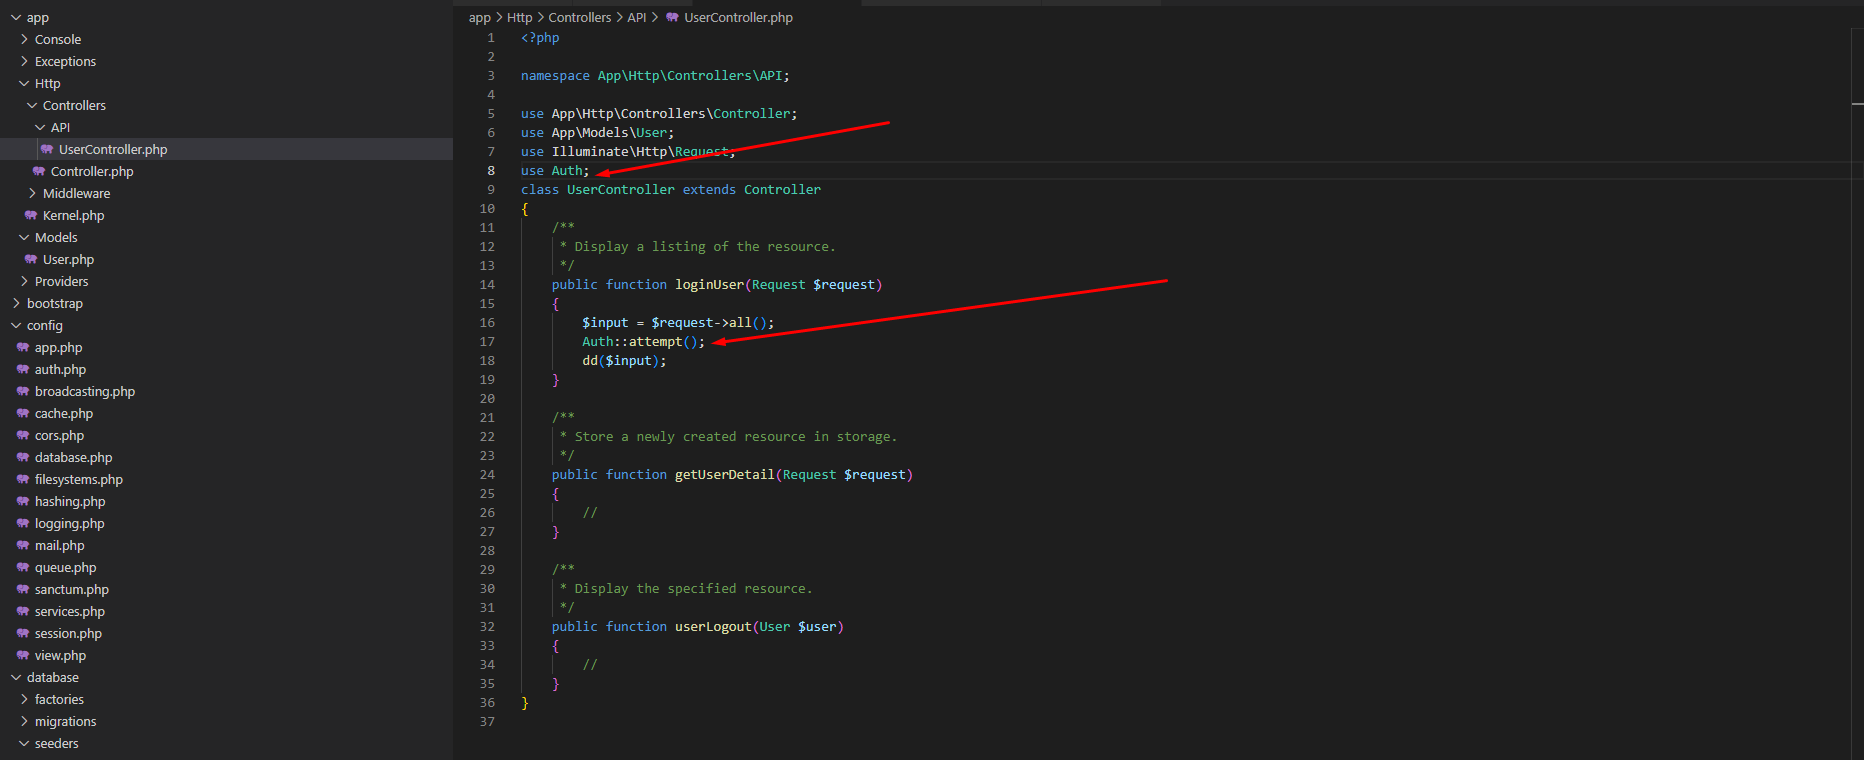 app
Console
Exceptions
Http
Controllers
API
UserController.php
Controller.php
Middleware
Kernel.php
Models
User.php
Providers
bootstrap
config
app.php
auth.php
broadcasting.php
cache.php
cors.php
database.php
filesystems.php
hashing.php
logging.php
mail.php
queue.php
sanctum.php
services.php
session.php
view.php
database
factories
migrations
seeders
app > Http > Controllers > API > UserController.php
1 <?php
2
3 namespace App\Http\Controllers\API;
4
5 use App\Http\Controllers\Controller;
6 use App\Models\User;
7 use Illuminate\Http\Request;
8 use Auth;
9 class UserController extends Controller
10 {
11     /**
12      * Display a listing of the resource.
13      */
14     public function loginUser(Request $request)
15     {
16         $input = $request->all();
17         Auth::attempt();
18         dd($input);
19     }
20
21     /**
22      * Store a newly created resource in storage.
23      */
24     public function getUserDetail(Request $request)
25     {
26         //
27     }
28
29     /**
30      * Display the specified resource.
31      */
32     public function userLogout(User $user)
33     {
34         //
35     }
36 }
37